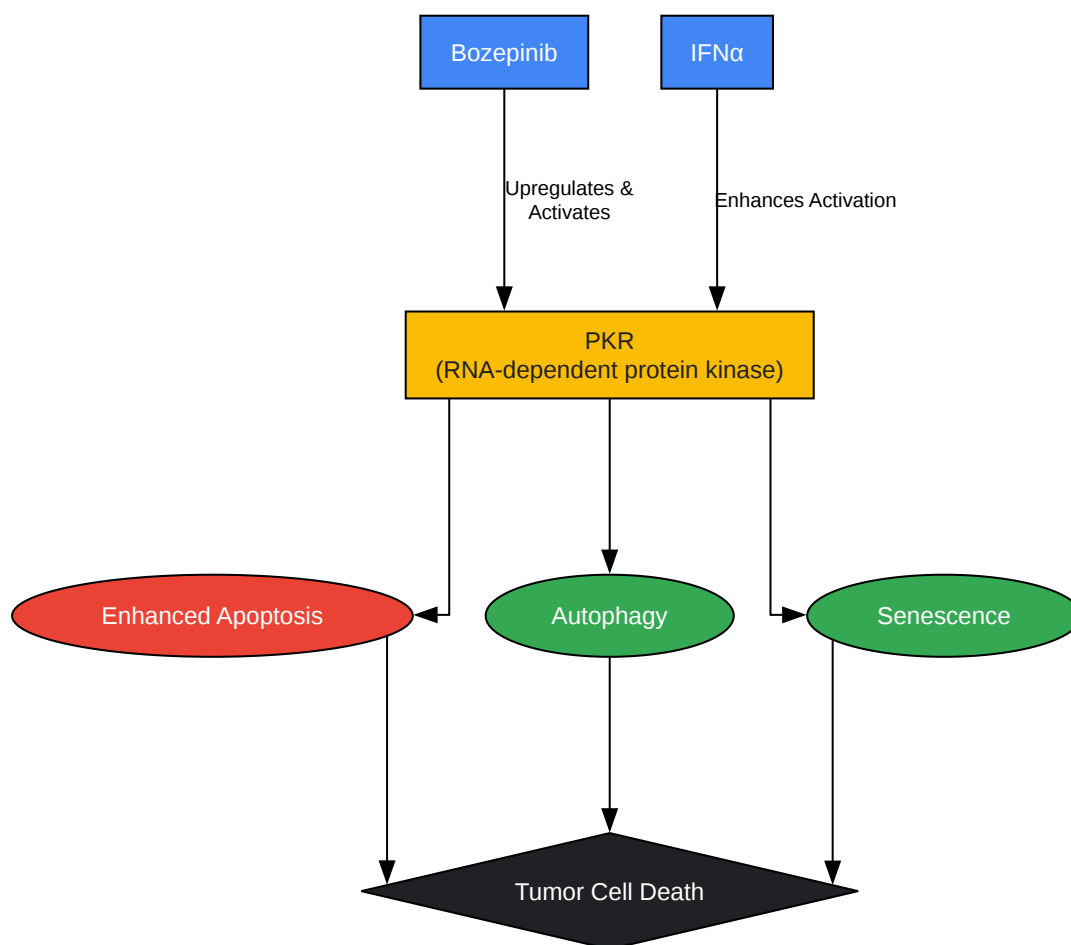 Bozepinib
IFNα
Upregulates &
Activates
Enhances Activation
PKR
(RNA-dependent protein kinase)
Enhanced Apoptosis
Autophagy
Senescence
Tumor Cell Death